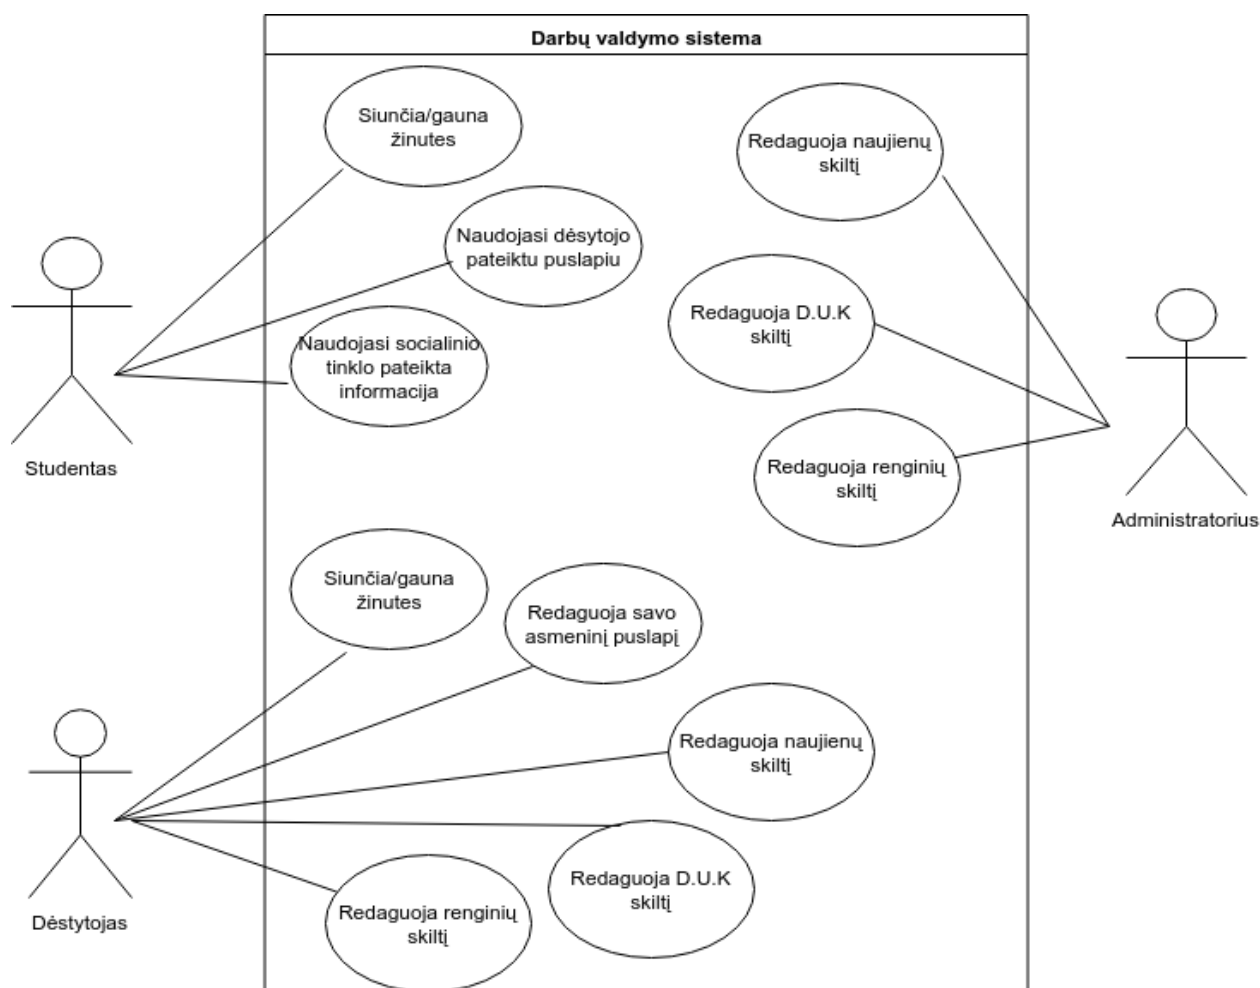 Darbų valdymo sistema
Siunčia/gauna
žinutes
Redaguoja naujienų
skiltį
Naudojasi dėsytojo
pateiktu puslapiu
Redaguoja D.U.K
skiltį
Naudojasi socialinio
tinklo pateikta
informacija
Studentas
Redaguoja renginių
skiltį
Administratorius
Siunčia/gauna
žinutes
Redaguoja savo
asmeninį puslapį
Redaguoja naujienų
skiltį
Redaguoja D.U.K
skiltį
Redaguoja renginių
skiltį
Dėstytojas